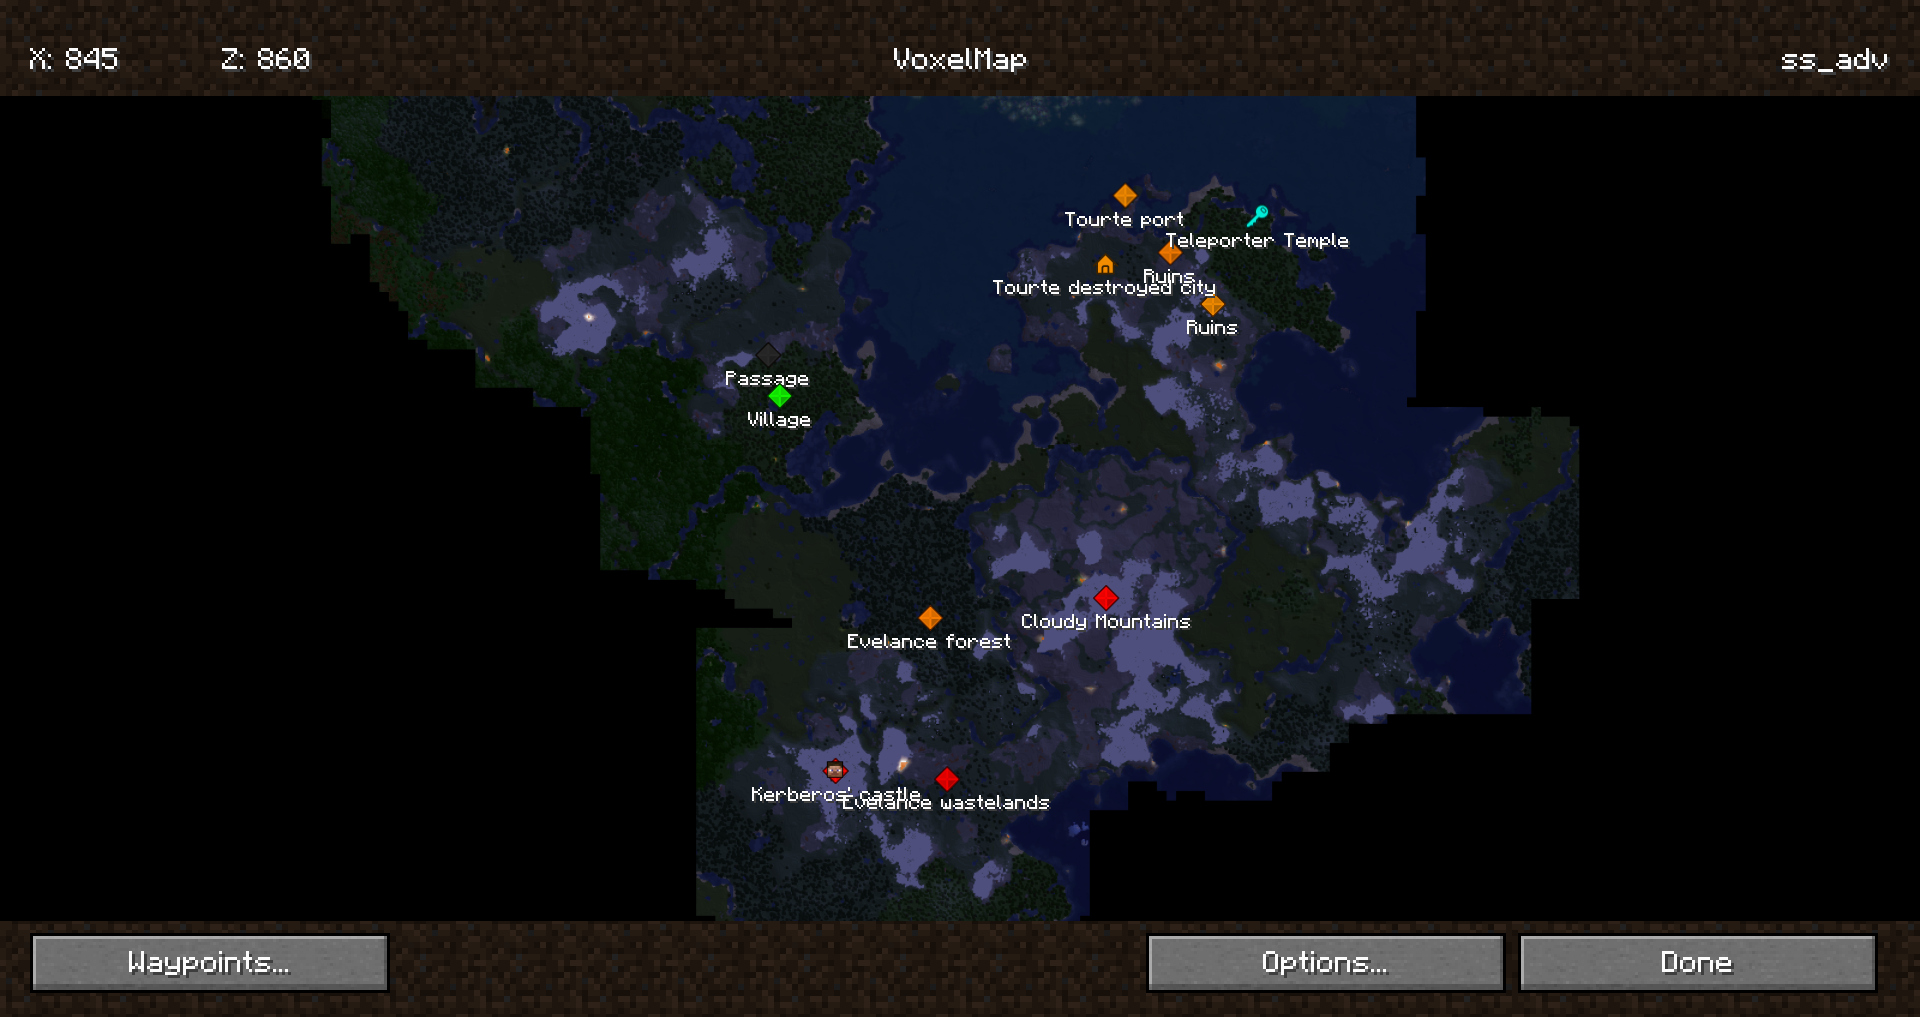 X: 845
Z: 860
VoxelMap
ss_adv
Tourte port
Teleporter Temple
Ruins
Tourte destroyed city
Ruins
Passage
Village
Cloudy Mountains
Evelance forest
Kerberos' castle
Evelance wastelands
Waypoints...
Options...
Done